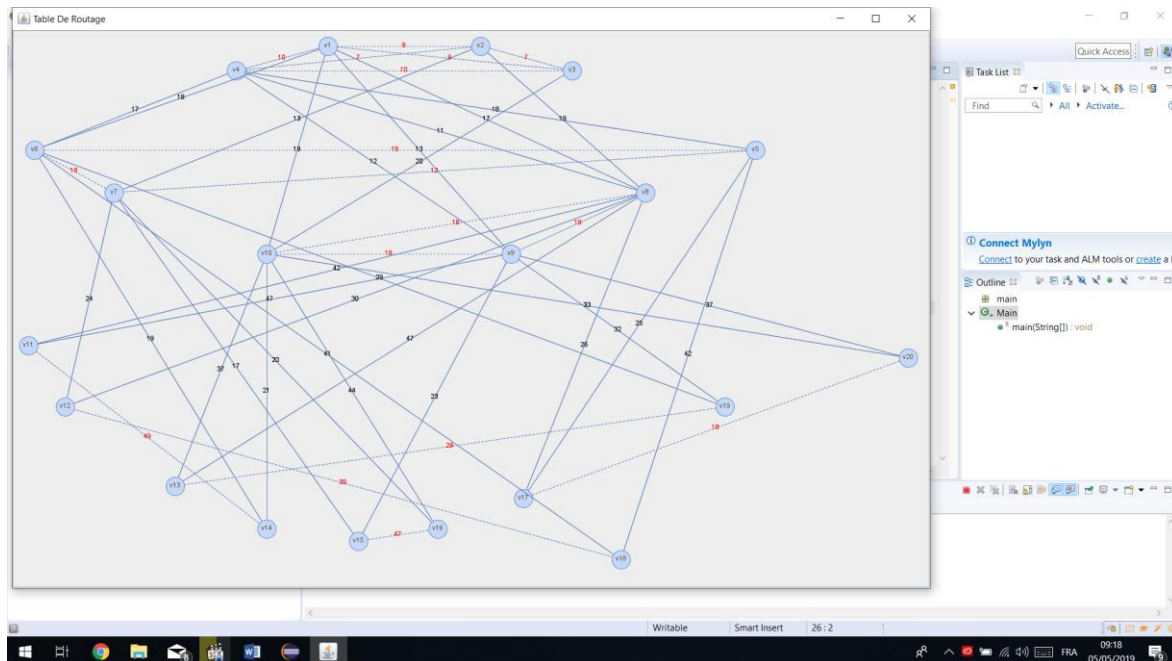 Table De Routage
v1
9
v2
10
7
8
7
v4
10
v3
Quick Access
Task List
Find
All
Activate...
17
18
18
17
19
13
11
v6
19
19
13
v5
12
20
13
18
v7
v8
18
19
v10
19
v9
Connect Mylyn
Connect to your task and ALM tools or create a
42
29
Outline
24
47
30
33
37
main
Main
main(String[]) : void
32
25
v11
19
47
26
42
v20
37
17
20
41
21
44
23
v12
v19
18
49
29
v13
39
v17
v14
v15
47
v16
v18
Writable
Smart Insert
26 : 2
FRA
09:18
05/05/2019